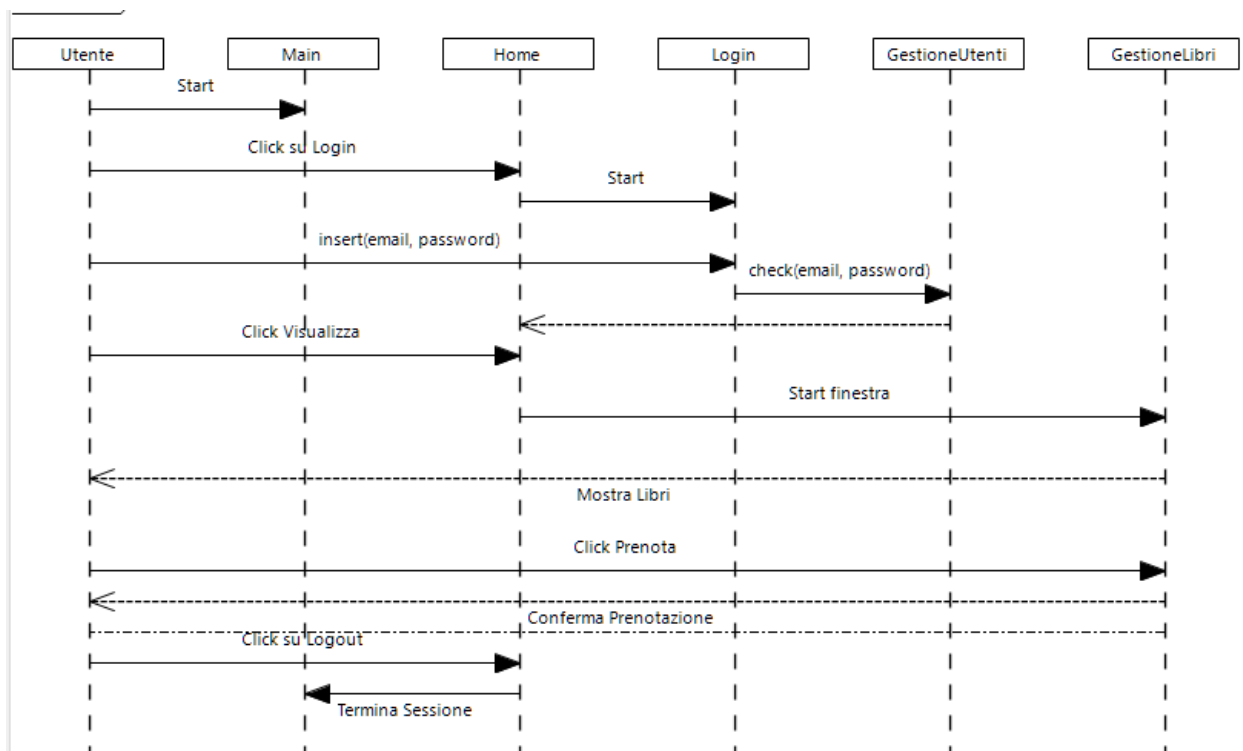 Utente
Main
Home
Login
GestioneUtenti
GestioneLibri
Start
Click su Login
Start
insert(email, password)
check(email, password)
Click Visualizza
Start finestra
Mostra Libri
Click Prenota
Conferma Prenotazione
Click su Logout
Termina Sessione